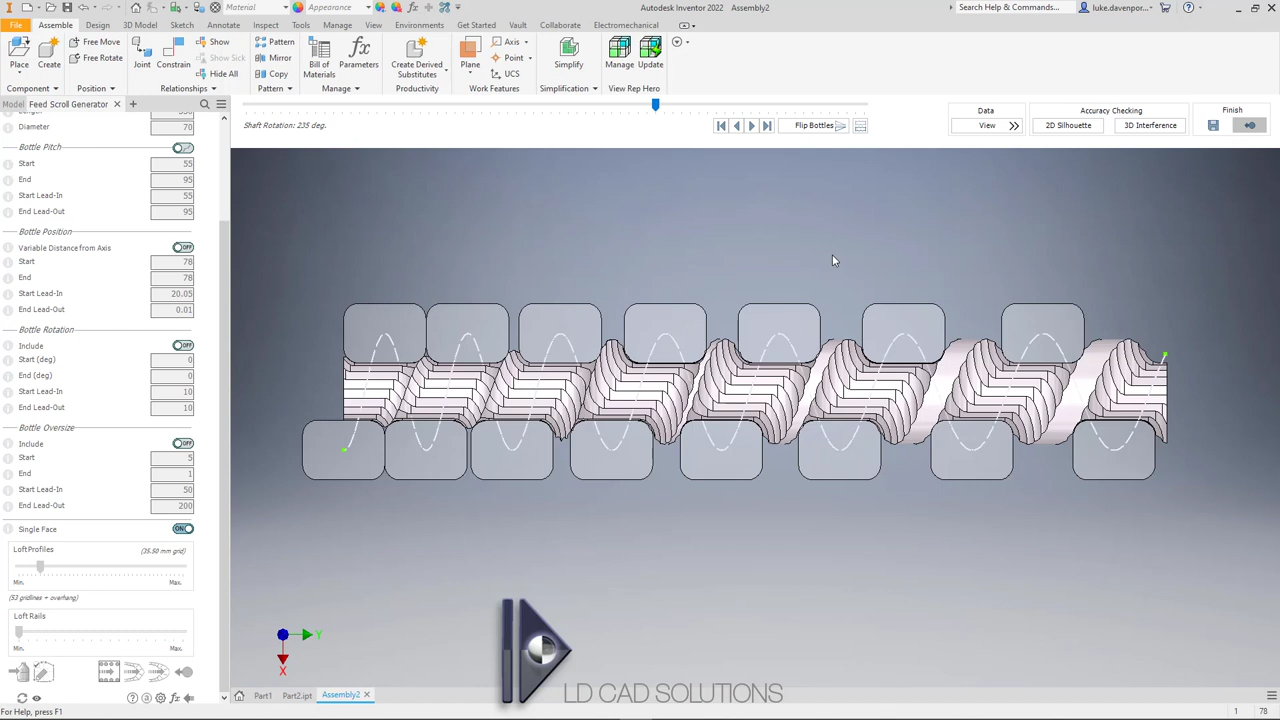 Material
Appearance
Autodesk Inventor 2022 Assembly2
Search Help & Commands...
luke.davenpor...
File Assemble Design 3D Model Sketch Annotate Inspect Tools Manage View Environments Get Started Vault Collaborate Electromechanical
Place Create Free Move Free Rotate Joint Constrain Show Show Sick Hide All Pattern Mirror Copy Bill of Materials Parameters Create Derived Substitutes Plane Axis Point UCS Simplify Manage Update
Component Position Relationships Pattern Manage Productivity Work Features Simplification View Rep Hero
Model Feed Scroll Generator
Shaft Rotation: 235 deg.
Flip Bottles
Data Accuracy Checking Finish
View 2D Silhouette 3D Interference
Diameter 70
Bottle Pitch
Start 55
End 95
Start Lead-In 55
End Lead-Out 95
Bottle Position
Variable Distance from Axis OFF
Start 78
End 78
Start Lead-In 20.05
End Lead-Out 0.01
Bottle Rotation
Include OFF
Start (deg) 0
End (deg) 0
Start Lead-In 10
End Lead-Out 10
Bottle Oversize
Include OFF
Start 5
End 1
Start Lead-In 50
End Lead-Out 200
Single Face ON
Loft Profiles (35.50 mm grid)
Min. Max.
(53 gridlines + overhang)
Loft Rails
Min. Max.
Y
X
LD CAD SOLUTIONS
Part1 Part2.ipt Assembly2
For Help, press F1
1 78